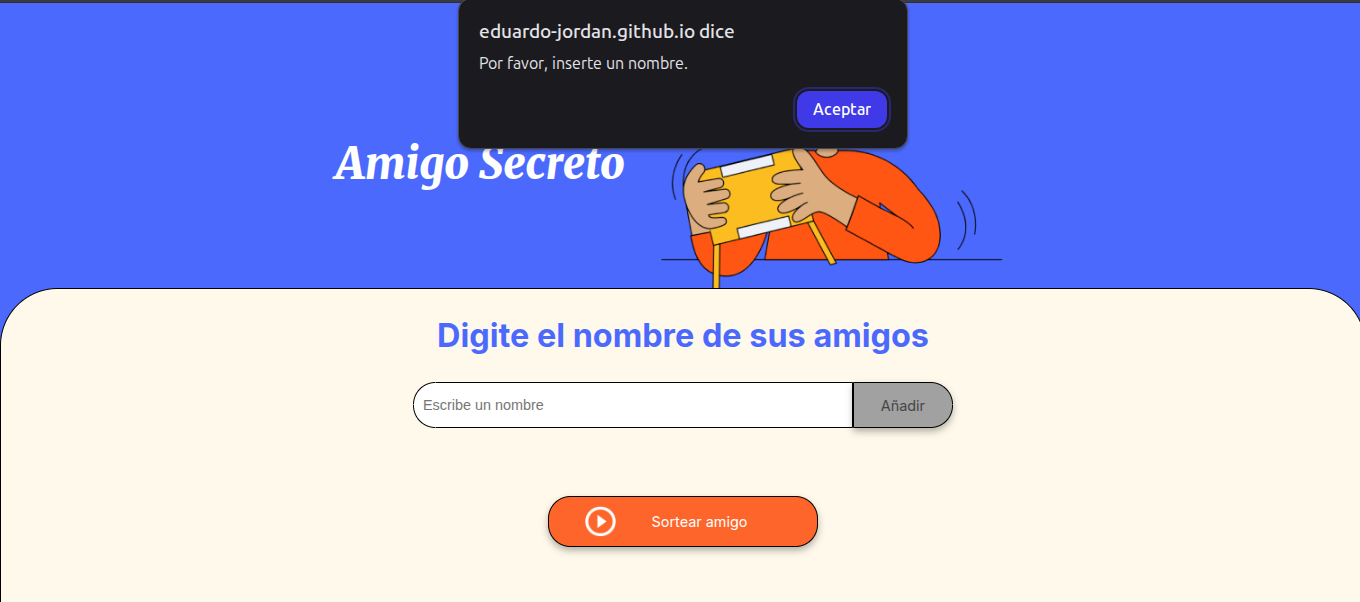 eduardo-jordan.github.io dice
Por favor, inserte un nombre.
Aceptar
Amigo Secreto
Digite el nombre de sus amigos
Escribe un nombre
Añadir
Sortear amigo